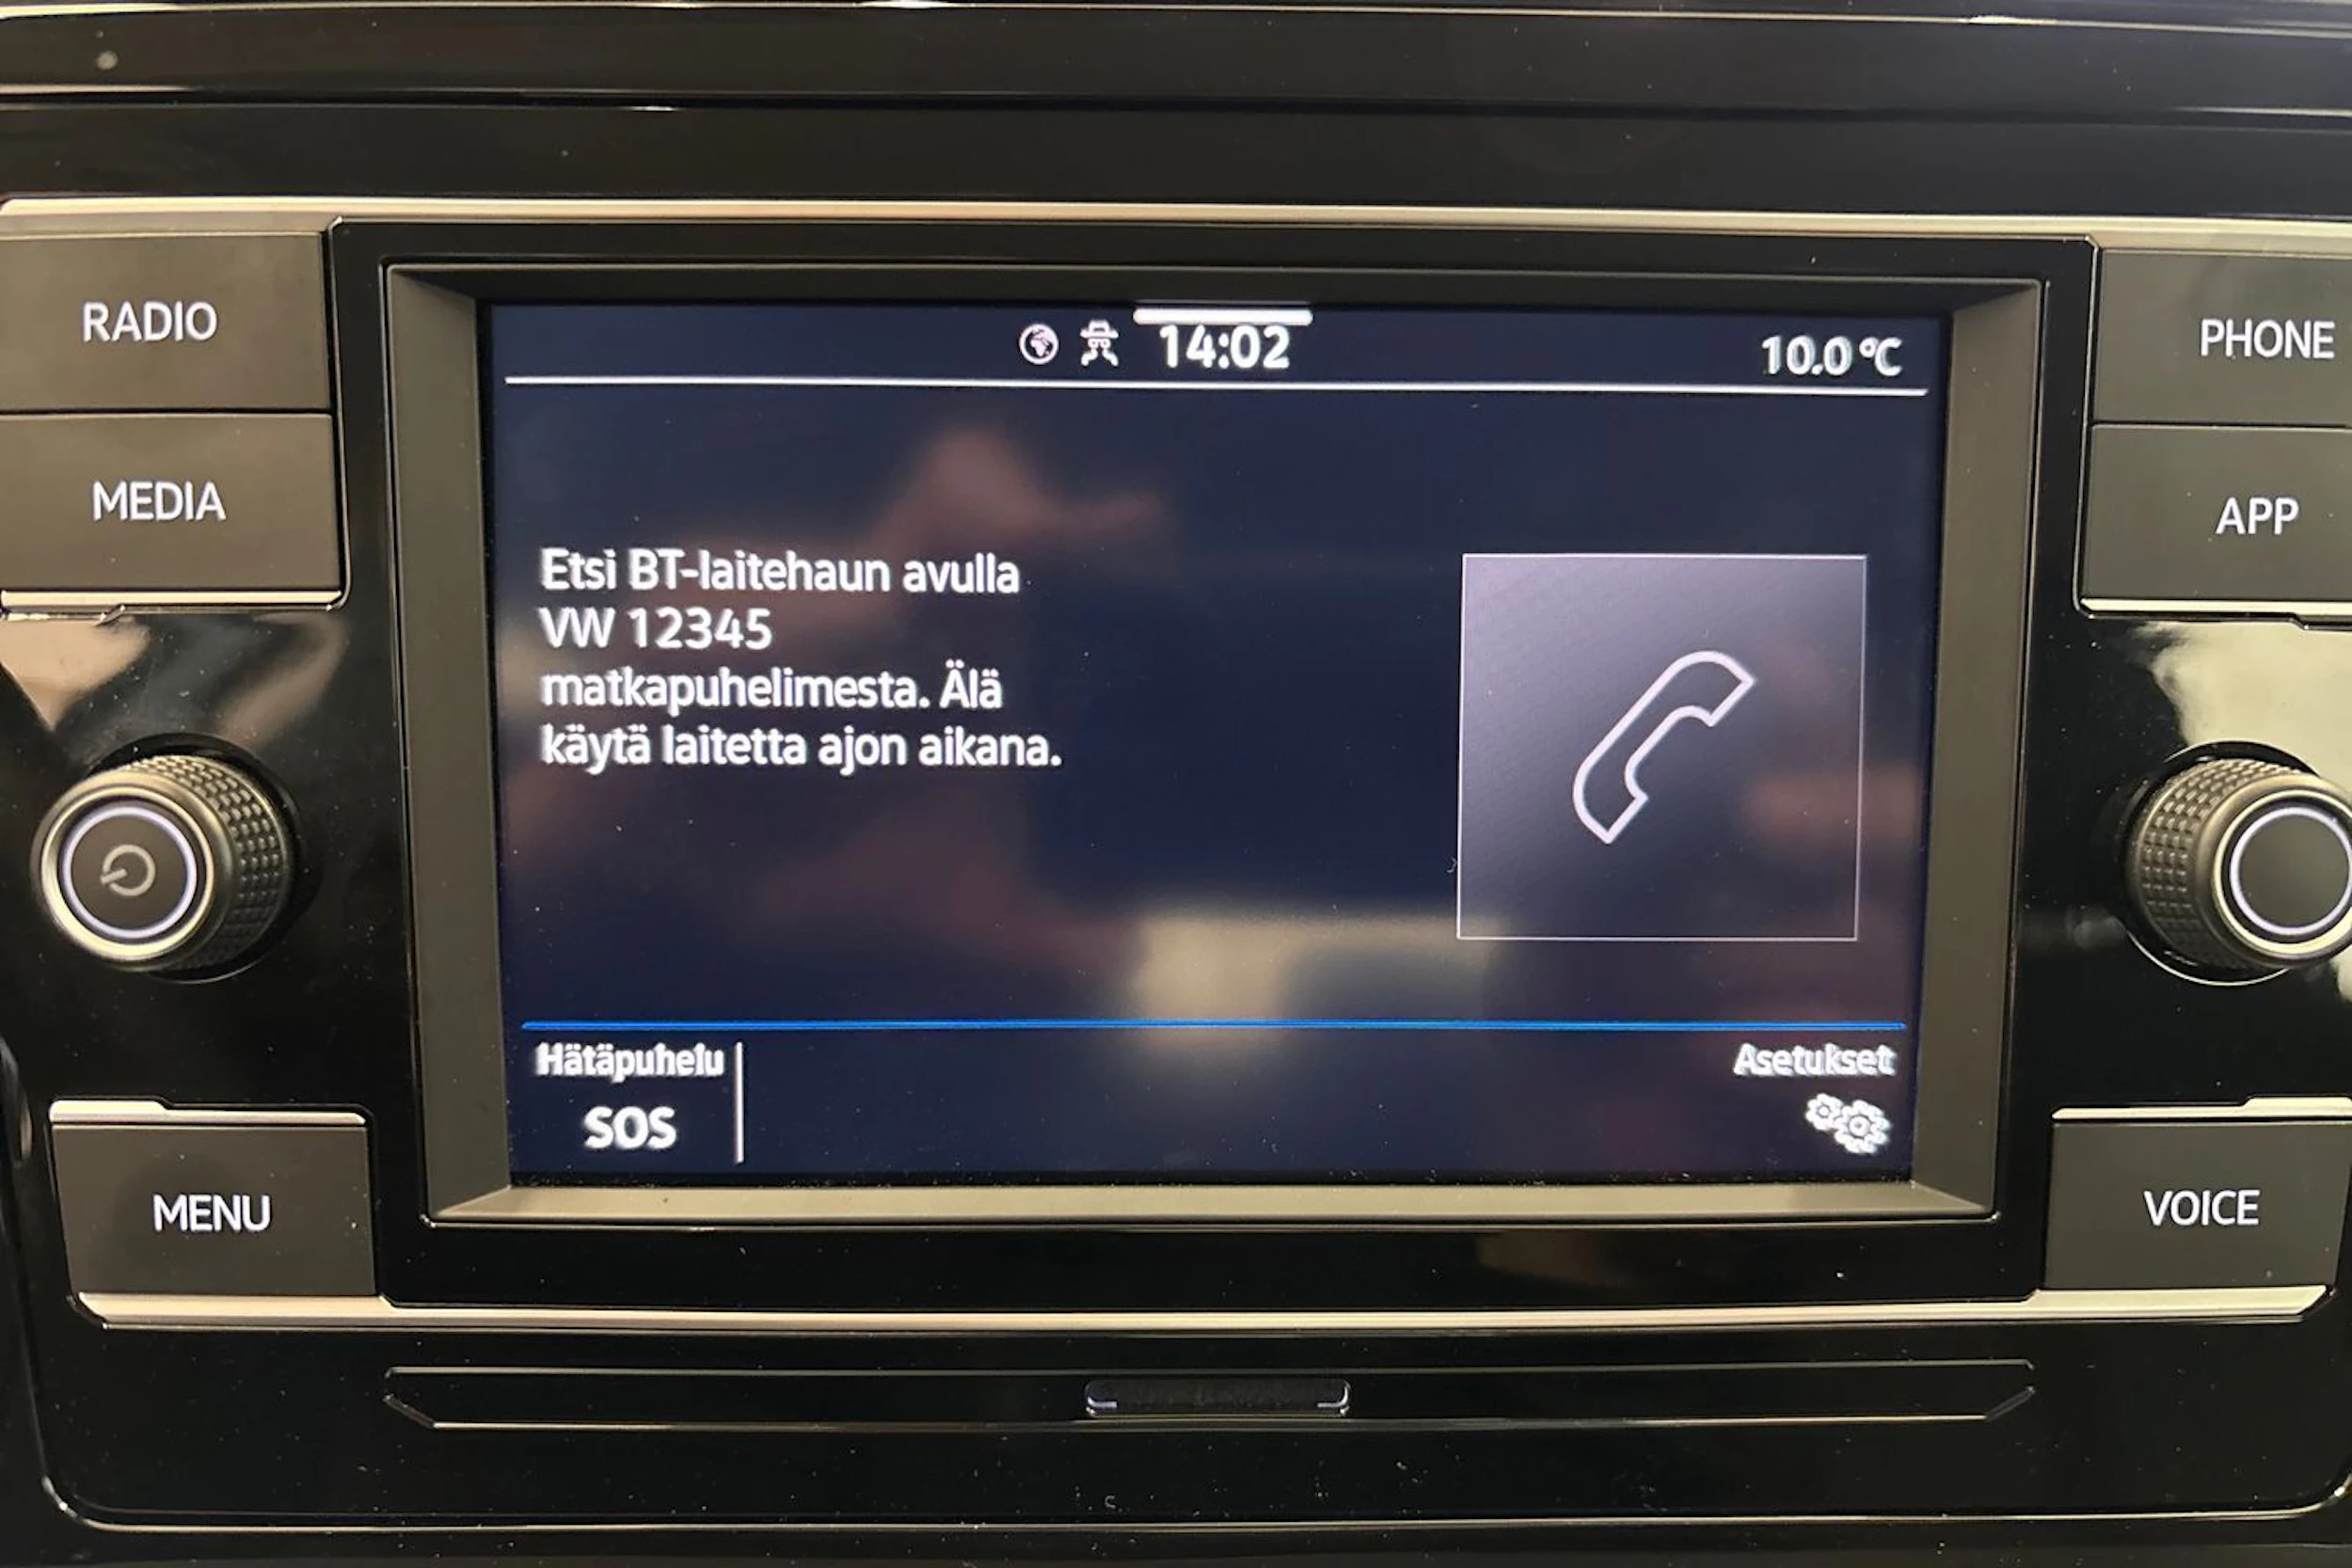 RADIO
MEDIA
MENU
14:02
10.0 °C
Etsi BT-laitehaun avulla
VW 12345
matkapuhelimesta. Älä
käytä laitetta ajon aikana.
Hätäpuhelu
SOS
Asetukset
PHONE
APP
VOICE